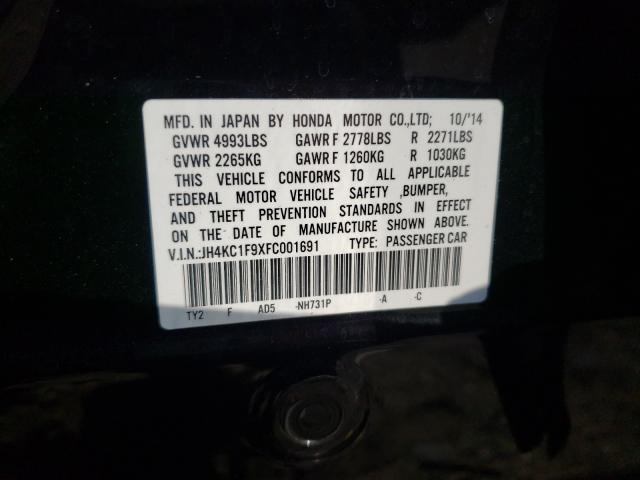 MFD. IN JAPAN BY HONDA MOTOR CO.,LTD; 10/'14
GVWR 4993LBS GAWR F 2778LBS R 2271LBS
GVWR 2265KG GAWR F 1260KG R 1030KG
THIS VEHICLE CONFORMS TO ALL APPLICABLE
FEDERAL MOTOR VEHICLE SAFETY ,BUMPER,
AND THEFT PREVENTION STANDARDS IN EFFECT
ON THE DATE OF MANUFACTURE SHOWN ABOVE.
V.I.N.:JH4KC1F9XFC001691 TYPE: PASSENGER CAR
TY2 F AD5 -NH731P -A -C